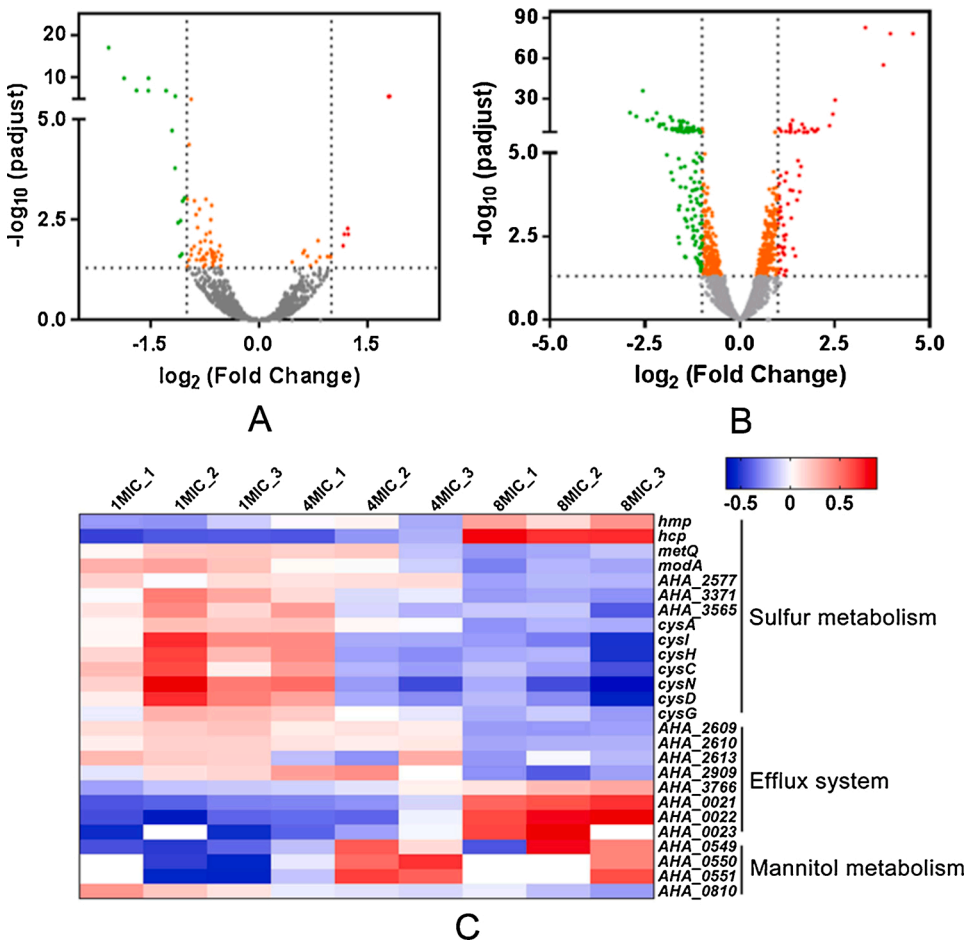 20
10
5.0
2.5
0.0
-log10 (padjust)
-1.5 0.0 1.5
log2 (Fold Change)
A
90
60
30
5.0
2.5
0.0
-log10 (padjust)
-5.0 -2.5 0.0 2.5 5.0
log2 (Fold Change)
B
-0.5 0 0.5
1MIC_1 1MIC_2 1MIC_3 4MIC_1 4MIC_2 4MIC_3 8MIC_1 8MIC_2 8MIC_3
hmp
hcp
metQ
modA
AHA_2577
AHA_3371
AHA_3565
cysA
cysI
cysH
cysC
cysN
cysD
cysG
Sulfur metabolism
AHA_2609
AHA_2610
AHA_2613
AHA_2909
AHA_3766
AHA_0021
AHA_0022
AHA_0023
Efflux system
AHA_0549
AHA_0550
AHA_0551
AHA_0810
Mannitol metabolism
C